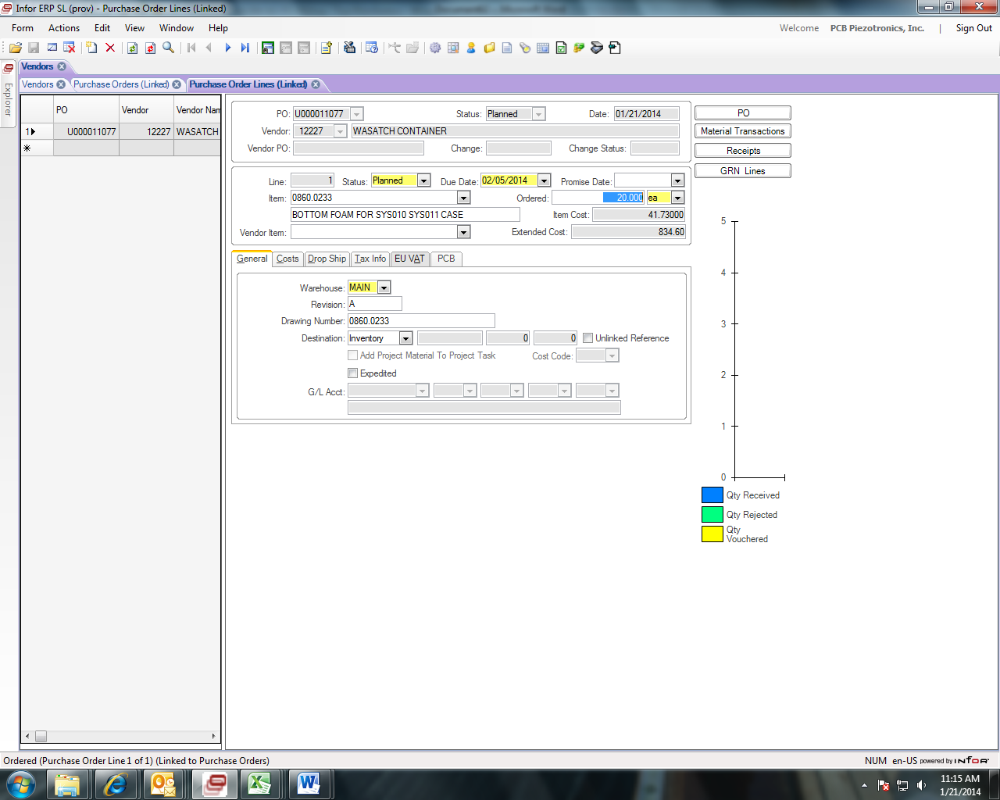 Infor ERP SL (prov) - Purchase Order Lines (Linked)
Form Actions Edit View Window Help
Welcome PCB Piezotronics, Inc. | Sign Out
Explorer
Vendors
Vendors Purchase Orders (Linked) Purchase Order Lines (Linked)
PO Vendor Vendor Nam
1 U000011077 12227 WASATCH
PO: U000011077 Status: Planned Date: 01/21/2014
Vendor: 12227 WASATCH CONTAINER
Vendor PO: Change: Change Status:
PO
Material Transactions
Receipts
GRN Lines
Line: 1 Status: Planned Due Date: 02/05/2014 Promise Date:
Item: 0860.0233 Ordered: 20.000 ea
BOTTOM FOAM FOR SYS010 SYS011 CASE Item Cost: 41.73000
Vendor Item: Extended Cost: 834.60
General Costs Drop Ship Tax Info EU VAT PCB
Warehouse: MAIN
Revision: A
Drawing Number: 0860.0233
Destination: Inventory 0 0 Unlinked Reference
Add Project Material To Project Task Cost Code:
Expedited
G/L Acct:
5
4
3
2
1
0
Qty Received
Qty Rejected
Qty
Vouchered
Ordered (Purchase Order Line 1 of 1) (Linked to Purchase Orders)
NUM en-US powered by infor
11:15 AM
1/21/2014